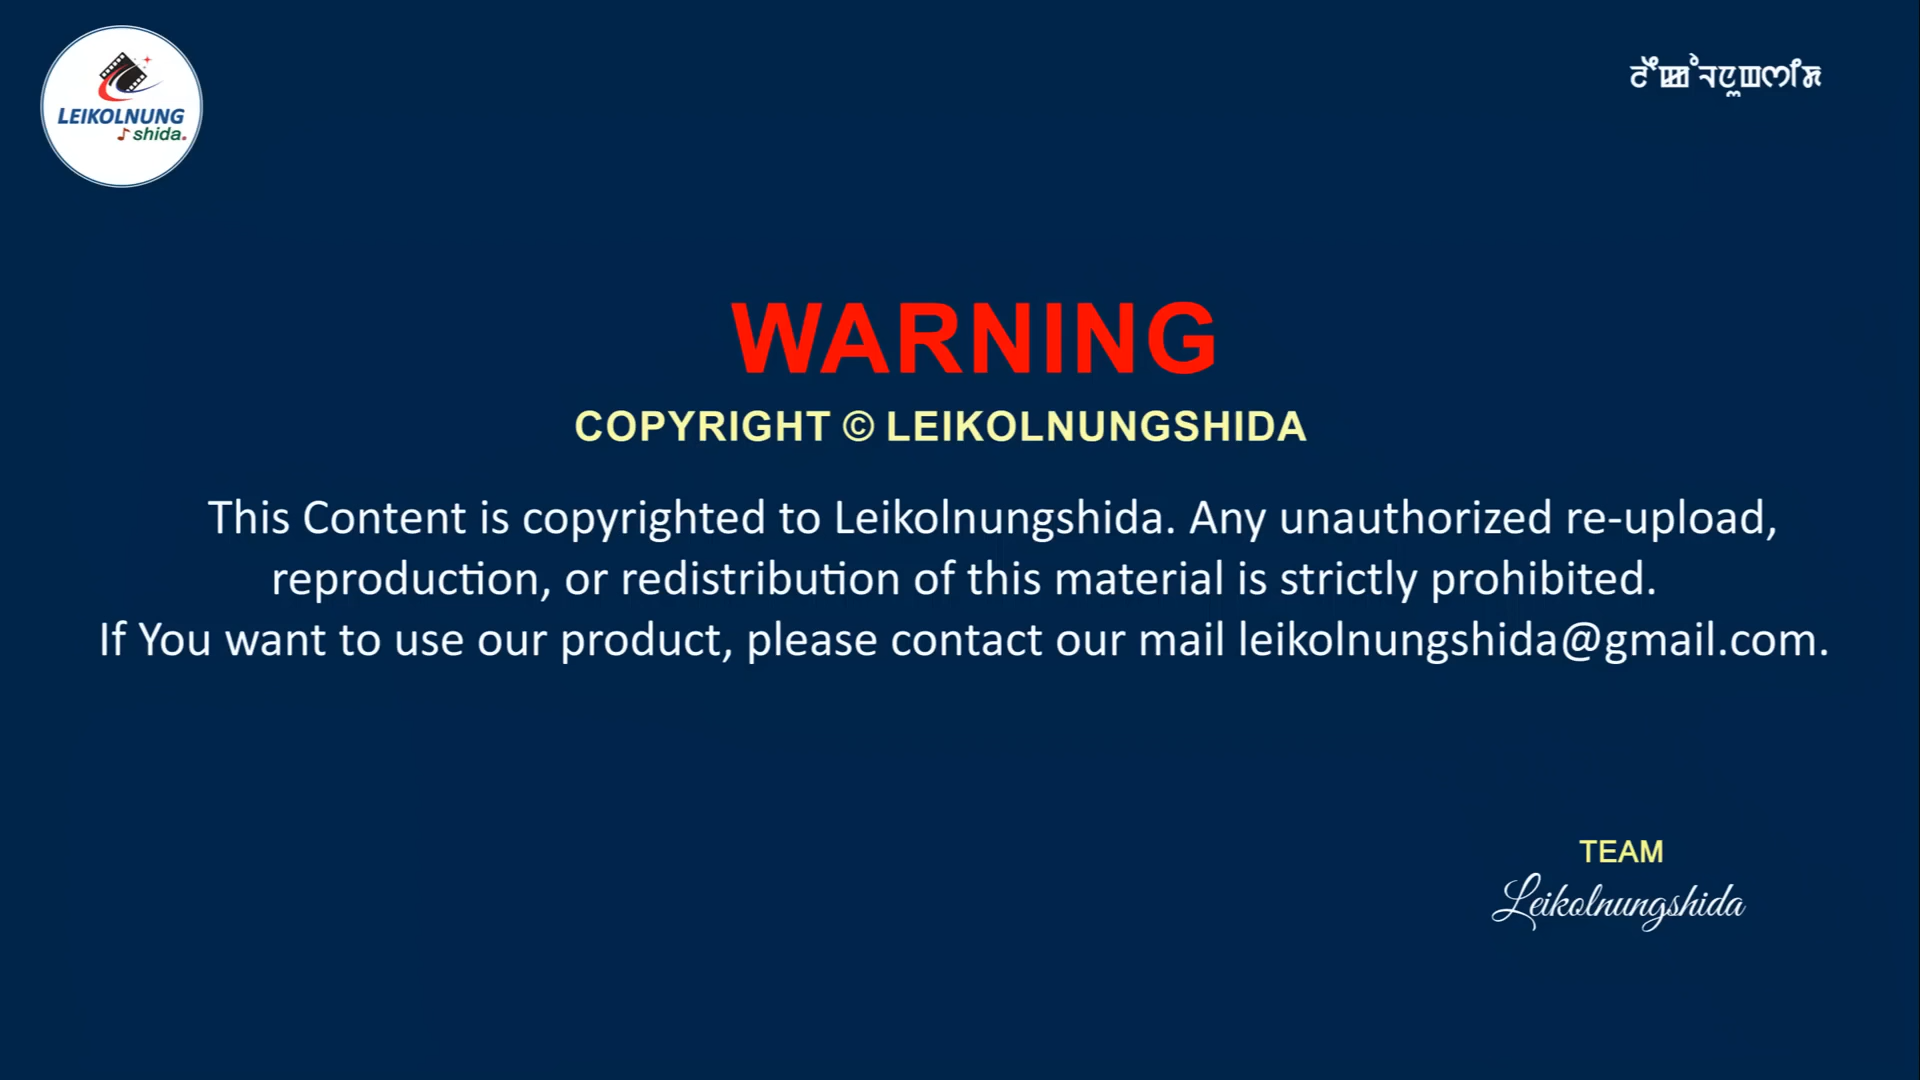 LEIKOLNUNG
shida.
ꯂꯩꯀꯣꯜꯅꯨꯡꯁꯤꯗ
WARNING
COPYRIGHT © LEIKOLNUNGSHIDA
This Content is copyrighted to Leikolnungshida. Any unauthorized re-upload,
reproduction, or redistribution of this material is strictly prohibited.
If You want to use our product, please contact our mail leikolnungshida@gmail.com.
TEAM
Leikolnungshida